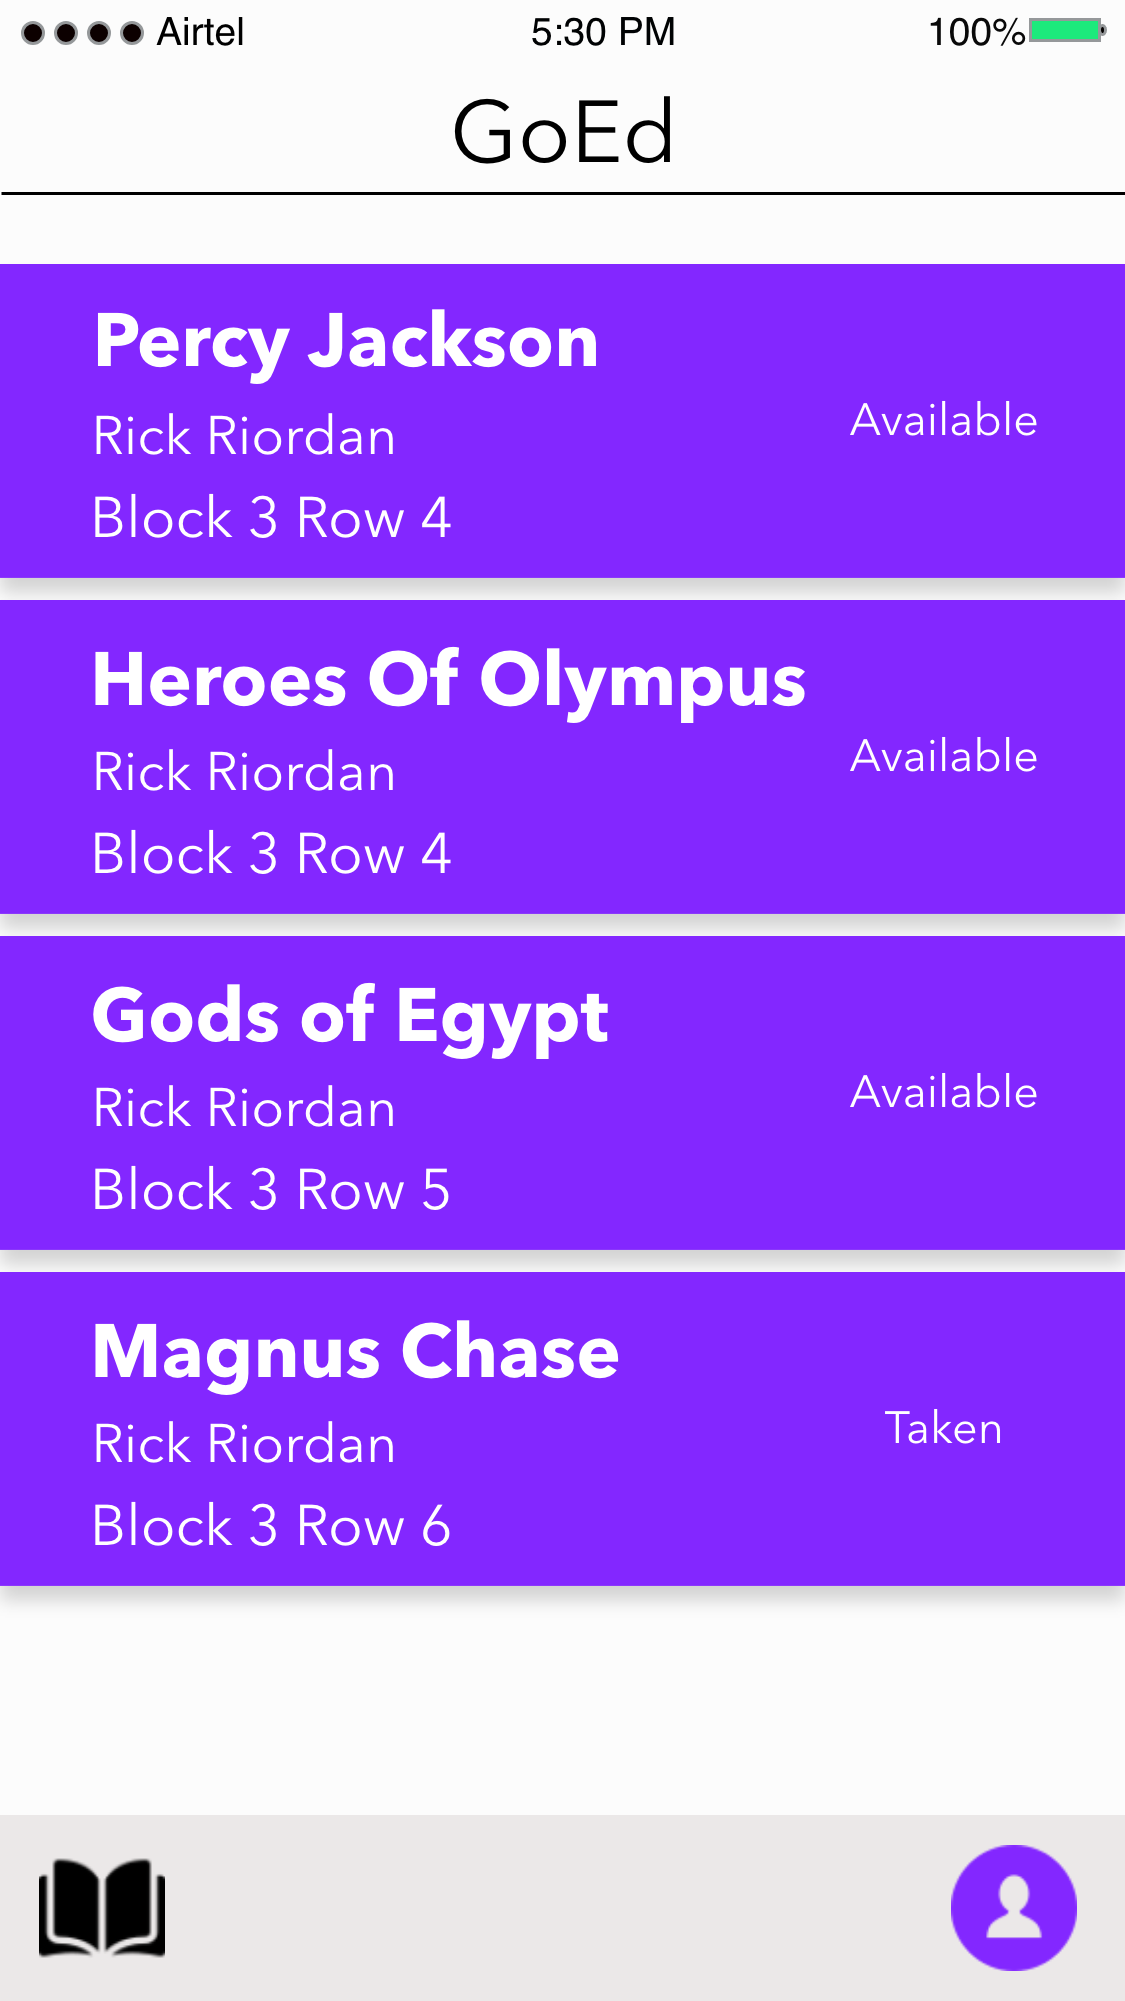 Airtel 5:30 PM 100%
GoEd
Percy Jackson
Rick Riordan
Available
Block 3 Row 4
Heroes Of Olympus
Rick Riordan
Available
Block 3 Row 4
Gods of Egypt
Rick Riordan
Available
Block 3 Row 5
Magnus Chase
Rick Riordan
Taken
Block 3 Row 6